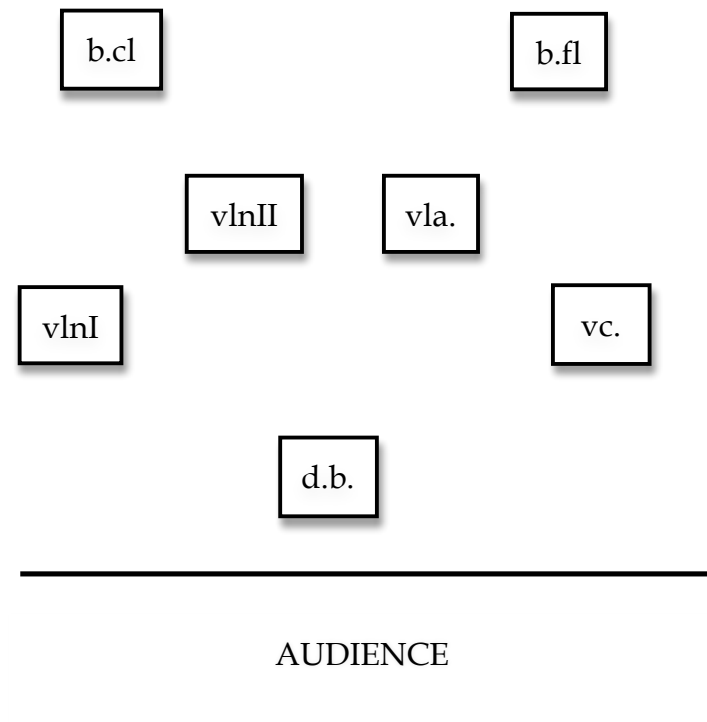 b.cl
b.fl
vlnII
vla.
vlnI
vc.
d.b.
AUDIENCE